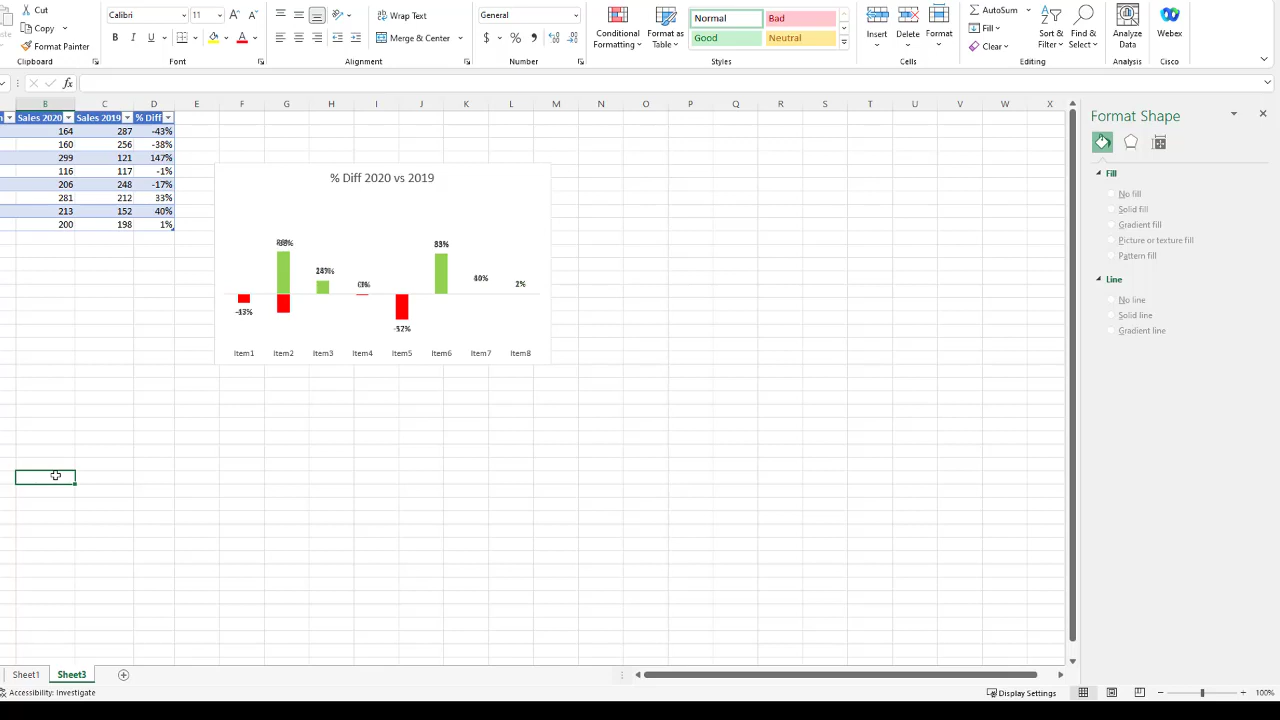 Cut
Copy
Format Painter
Clipboard
Calibri
11
B I U
Font
Wrap Text
Merge & Center
Alignment
General
$ % ,
Number
Conditional Formatting
Format as Table
Normal
Bad
Good
Neutral
Styles
Insert
Delete
Format
Cells
AutoSum
Fill
Clear
Sort & Filter
Find & Select
Editing
Analyze Data
Analysis
Webex
Cisco
fx
B C D E F G H I J K L M N O P Q R S T U V W X
Sales 2020 Sales 2019 % Diff
164 287 -43%
160 256 -38%
299 121 147%
116 117 -1%
206 248 -17%
281 212 33%
213 152 40%
200 198 1%
% Diff 2020 vs 2019
40%
2%
Item1 Item2 Item3 Item4 Item5 Item6 Item7 Item8
Format Shape
Fill
No fill
Solid fill
Gradient fill
Picture or texture fill
Pattern fill
Line
No line
Solid line
Gradient line
Sheet1 Sheet3
Accessibility: Investigate
Display Settings
100%